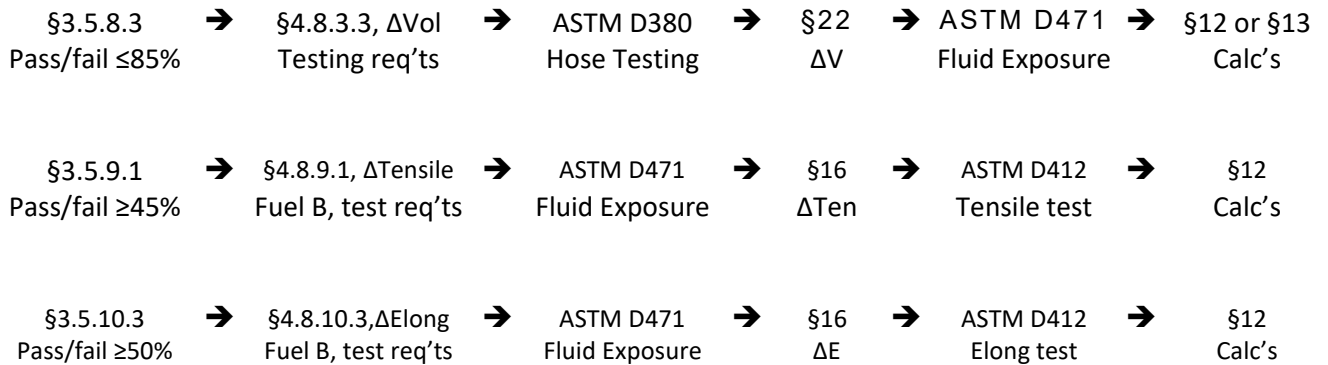 §3.5.8.3 ➔ §4.8.3.3, ΔVol ➔ ASTM D380 ➔ §22 ➔ ASTM D471 ➔ §12 or §13
Pass/fail ≤85% Testing req'ts Hose Testing ΔV Fluid Exposure Calc's
§3.5.9.1 ➔ §4.8.9.1, ΔTensile ➔ ASTM D471 ➔ §16 ➔ ASTM D412 ➔ §12
Pass/fail ≥45% Fuel B, test req'ts Fluid Exposure ΔTen Tensile test Calc's
§3.5.10.3 ➔ §4.8.10.3,ΔElong ➔ ASTM D471 ➔ §16 ➔ ASTM D412 ➔ §12
Pass/fail ≥50% Fuel B, test req'ts Fluid Exposure ΔE Elong test Calc's